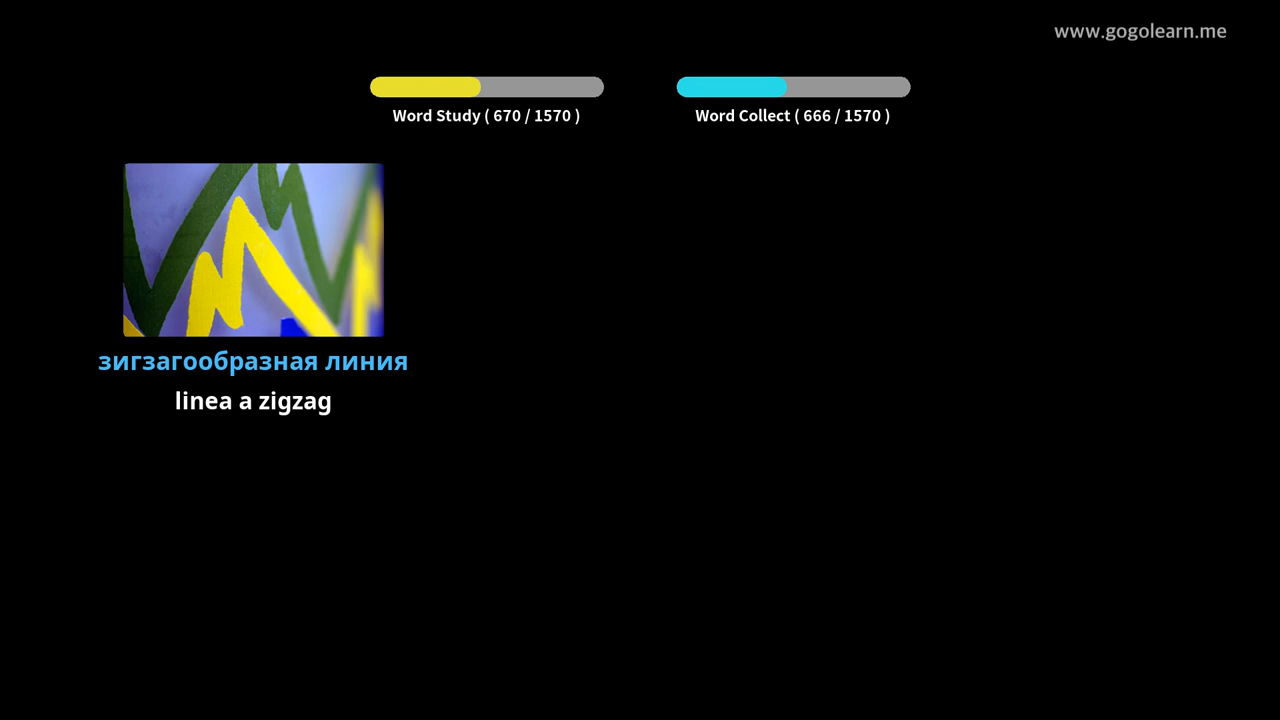 www.gogolearn.me
Word Study ( 670 / 1570 )
Word Collect ( 666 / 1570 )
зигзагообразная линия
linea a zigzag